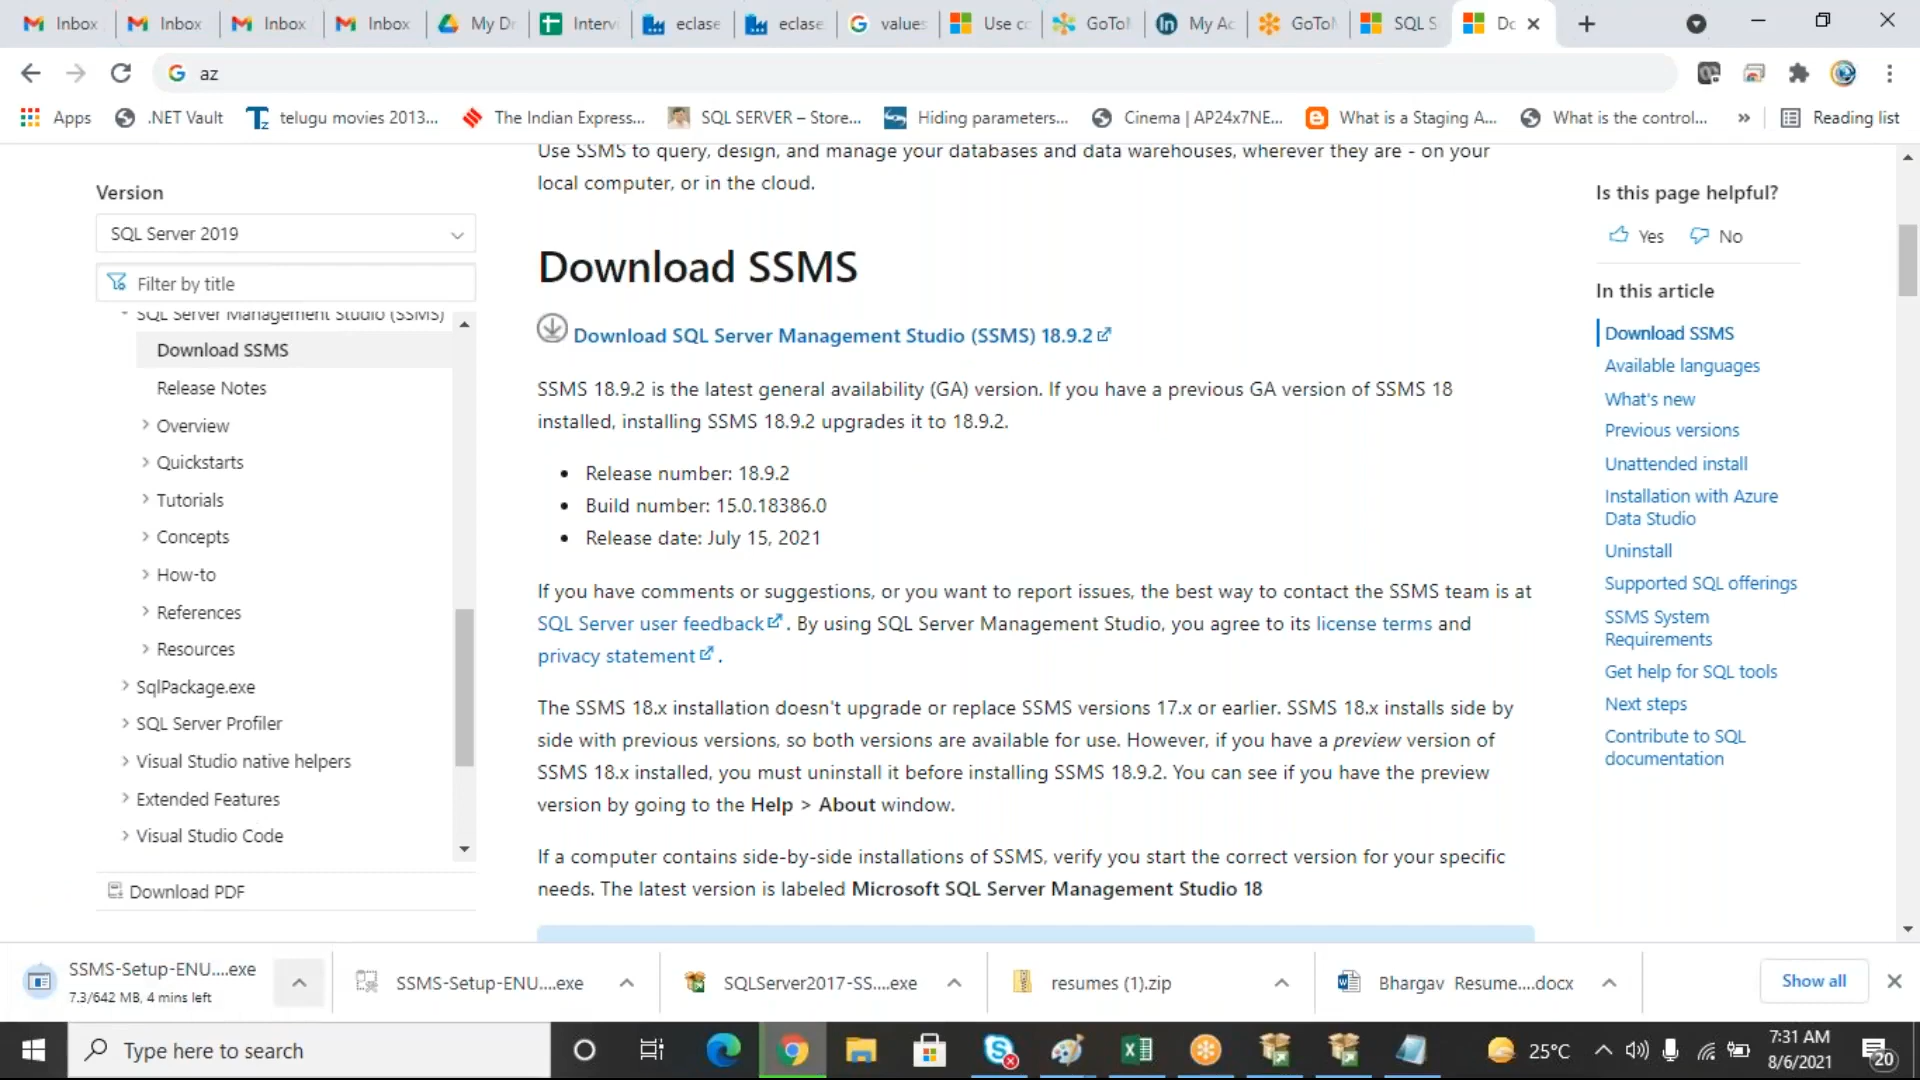 Inbox
Inbox
Inbox
Inbox
My Dr
Intervi
eclase
eclase
values
Use co
GoToM
My Ac
GoToM
SQL S
Do
az
Apps
.NET Vault
telugu movies 2013...
The Indian Express...
SQL SERVER – Store...
Hiding parameters...
Cinema | AP24x7NE...
What is a Staging A...
What is the control...
»
Reading list
Version
SQL Server 2019
Filter by title
SQL Server Management Studio (SSMS)
Download SSMS
Release Notes
Overview
Quickstarts
Tutorials
Concepts
How-to
References
Resources
SqlPackage.exe
SQL Server Profiler
Visual Studio native helpers
Extended Features
Visual Studio Code
Download PDF
Use SSMS to query, design, and manage your databases and data warehouses, wherever they are - on your
local computer, or in the cloud.
Download SSMS
Download SQL Server Management Studio (SSMS) 18.9.2
SSMS 18.9.2 is the latest general availability (GA) version. If you have a previous GA version of SSMS 18
installed, installing SSMS 18.9.2 upgrades it to 18.9.2.
• Release number: 18.9.2
• Build number: 15.0.18386.0
• Release date: July 15, 2021
If you have comments or suggestions, or you want to report issues, the best way to contact the SSMS team is at
SQL Server user feedback. By using SQL Server Management Studio, you agree to its license terms and
privacy statement.
The SSMS 18.x installation doesn't upgrade or replace SSMS versions 17.x or earlier. SSMS 18.x installs side by
side with previous versions, so both versions are available for use. However, if you have a preview version of
SSMS 18.x installed, you must uninstall it before installing SSMS 18.9.2. You can see if you have the preview
version by going to the Help > About window.
If a computer contains side-by-side installations of SSMS, verify you start the correct version for your specific
needs. The latest version is labeled Microsoft SQL Server Management Studio 18
Is this page helpful?
Yes
No
In this article
Download SSMS
Available languages
What's new
Previous versions
Unattended install
Installation with Azure
Data Studio
Uninstall
Supported SQL offerings
SSMS System
Requirements
Get help for SQL tools
Next steps
Contribute to SQL
documentation
SSMS-Setup-ENU....exe
7.3/642 MB, 4 mins left
SSMS-Setup-ENU....exe
SQLServer2017-SS....exe
resumes (1).zip
Bhargav Resume....docx
Show all
Type here to search
25°C
7:31 AM
8/6/2021
20